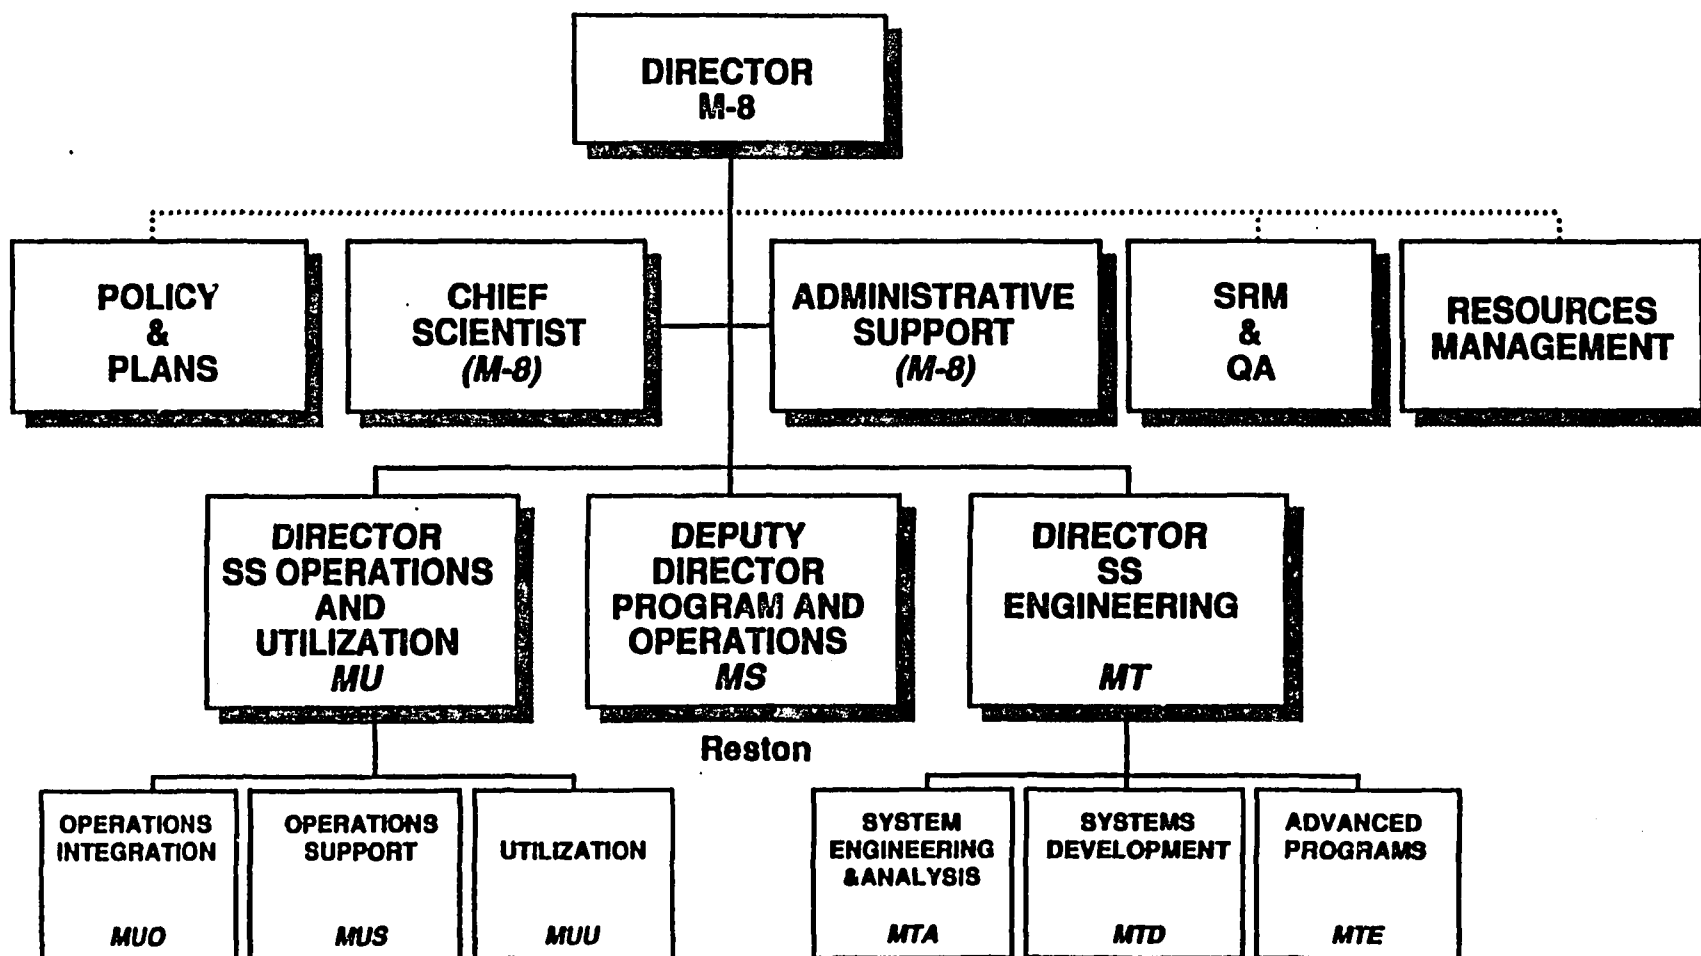 DIRECTOR
M-8
POLICY
&
PLANS
CHIEF
SCIENTIST
(M-8)
ADMINISTRATIVE
SUPPORT
(M-8)
SRM
&
QA
RESOURCES
MANAGEMENT
DIRECTOR
SS OPERATIONS
AND
UTILIZATION
MU
DEPUTY
DIRECTOR
PROGRAM AND
OPERATIONS
MS
Reston
DIRECTOR
SS
ENGINEERING
MT
OPERATIONS
INTEGRATION
MUO
OPERATIONS
SUPPORT
MUS
UTILIZATION
MUU
SYSTEM
ENGINEERING
&ANALYSIS
MTA
SYSTEMS
DEVELOPMENT
MTD
ADVANCED
PROGRAMS
MTE